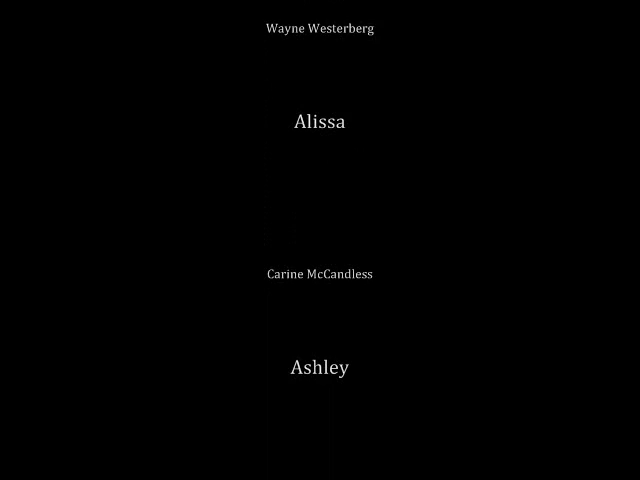 Wayne Westerberg
Alissa
Carine McCandless
Ashley